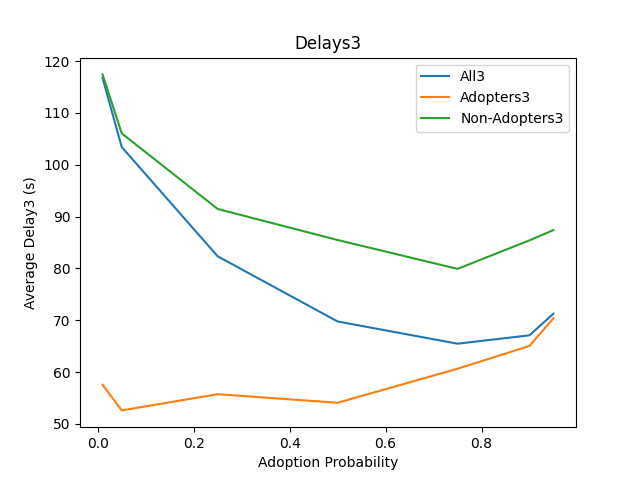 Delays3
All3
Adopters3
Non-Adopters3
Average Delay3 (s)
120
110
100
90
80
70
60
50
0.0 0.2 0.4 0.6 0.8
Adoption Probability